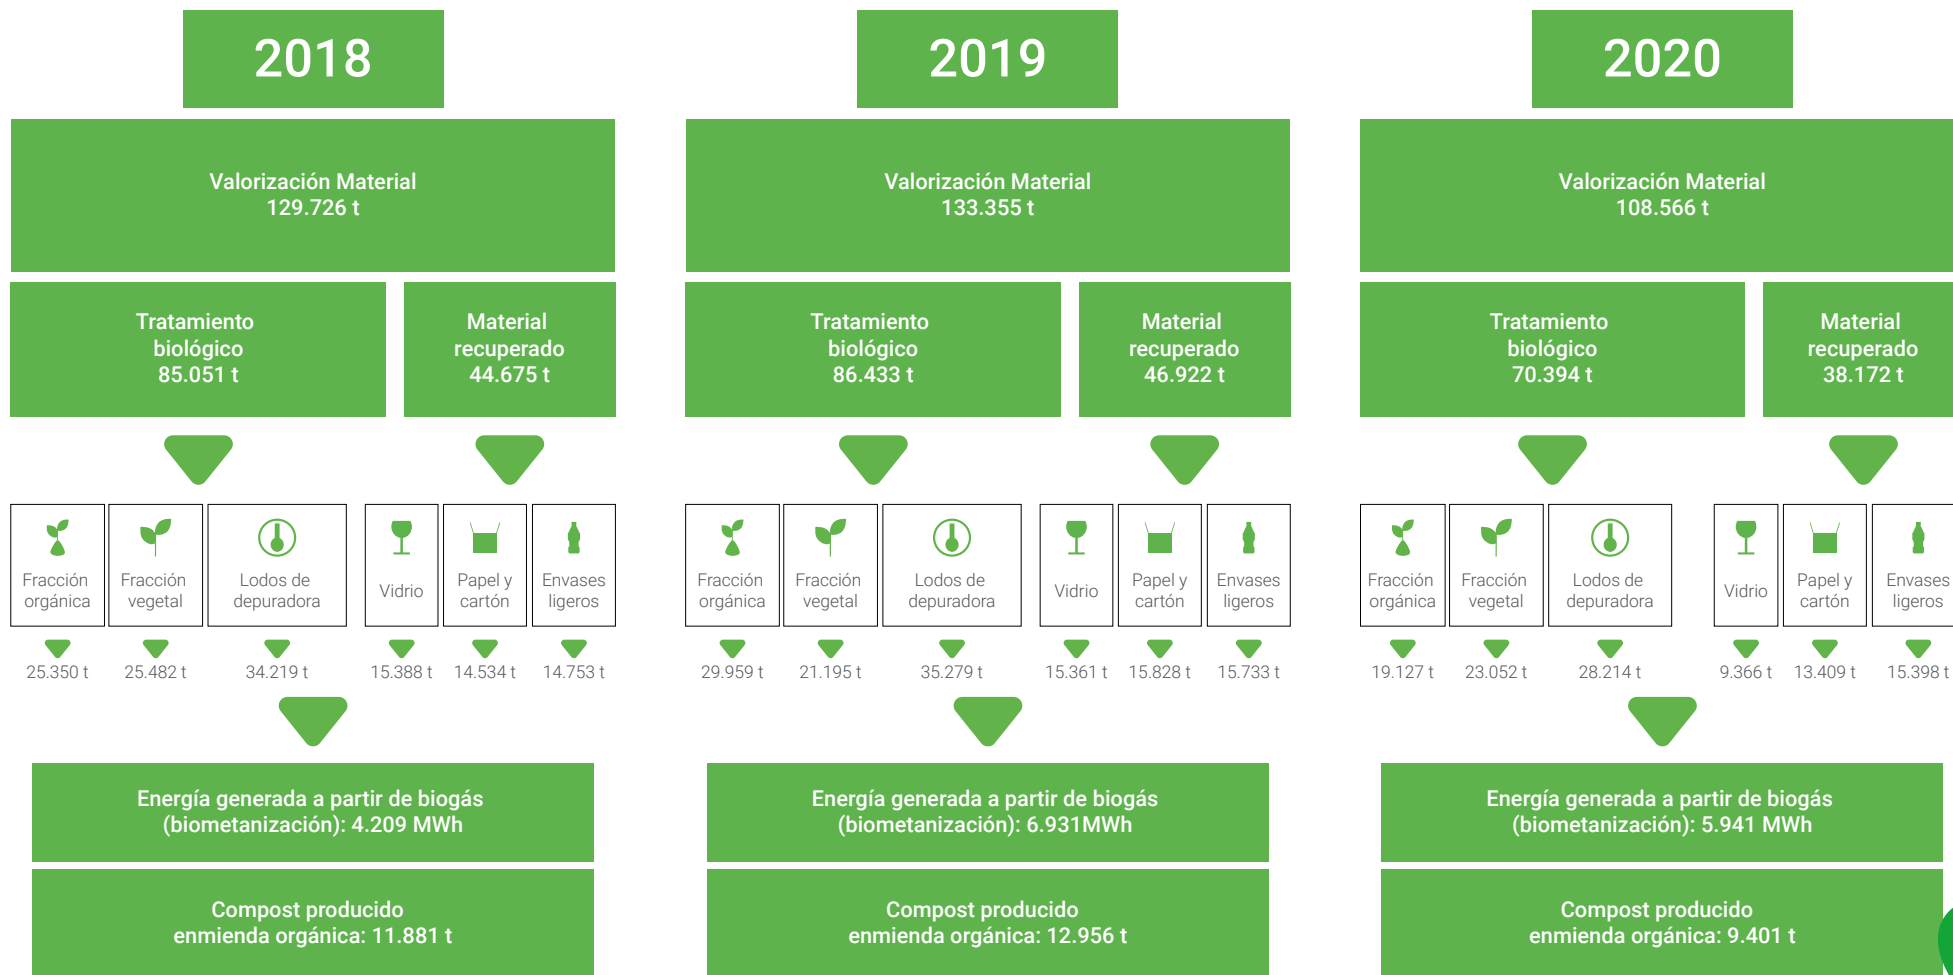 2018
Valorización Material
129.726 t
Tratamiento
biológico
85.051 t
Material
recuperado
44.675 t
Fracción
orgánica
Fracción
vegetal
Lodos de
depuradora
Vidrio
Papel y
cartón
Envases
ligeros
25.350 t
25.482 t
34.219 t
15.388 t
14.534 t
14.753 t
Energía generada a partir de biogás
(biometanización): 4.209 MWh
Compost producido
enmienda orgánica: 11.881 t
2019
Valorización Material
133.355 t
Tratamiento
biológico
86.433 t
Material
recuperado
46.922 t
Fracción
orgánica
Fracción
vegetal
Lodos de
depuradora
Vidrio
Papel y
cartón
Envases
ligeros
29.959 t
21.195 t
35.279 t
15.361 t
15.828 t
15.733 t
Energía generada a partir de biogás
(biometanización): 6.931MWh
Compost producido
enmienda orgánica: 12.956 t
2020
Valorización Material
108.566 t
Tratamiento
biológico
70.394 t
Material
recuperado
38.172 t
Fracción
orgánica
Fracción
vegetal
Lodos de
depuradora
Vidrio
Papel y
cartón
Envases
ligeros
19.127 t
23.052 t
28.214 t
9.366 t
13.409 t
15.398 t
Energía generada a partir de biogás
(biometanización): 5.941 MWh
Compost producido
enmienda orgánica: 9.401 t